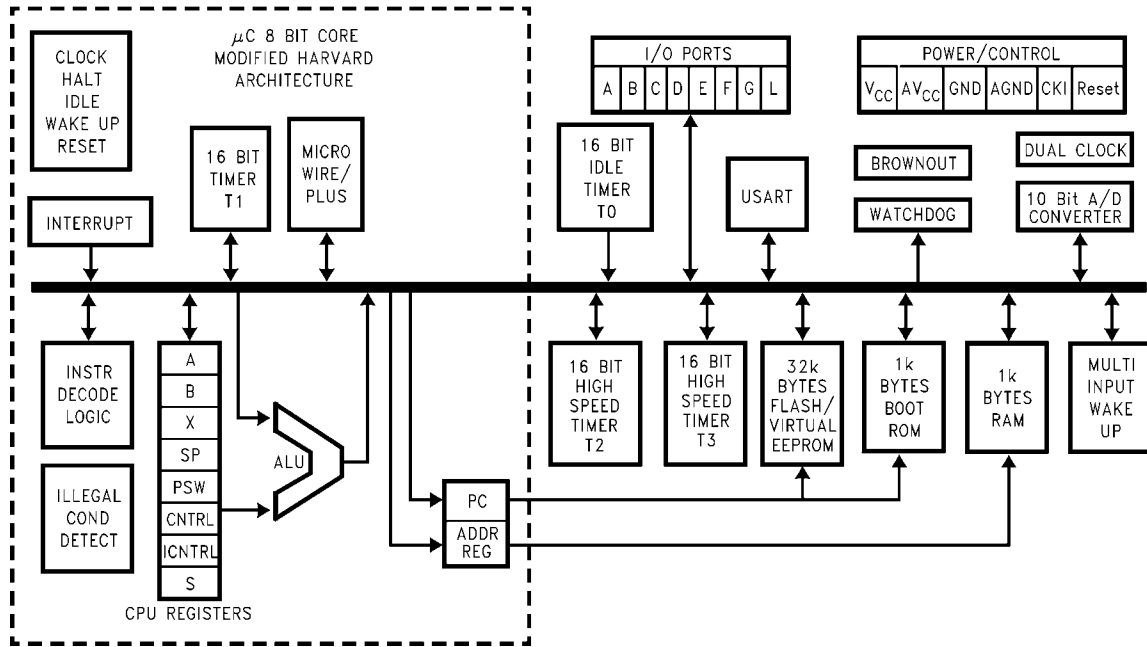 CLOCK
HALT
IDLE
WAKE UP
RESET
μC 8 BIT CORE
MODIFIED HARVARD
ARCHITECTURE
16 BIT
TIMER
T1
MICRO
WIRE/
PLUS
INTERRUPT
I/O PORTS
A B C D E F G L
POWER/CONTROL
VCC AVCC GND AGND CKI Reset
16 BIT
IDLE
TIMER
T0
USART
BROWNOUT
WATCHDOG
DUAL CLOCK
10 Bit A/D
CONVERTER
INSTR
DECODE
LOGIC
ILLEGAL
COND
DETECT
A
B
X
SP
PSW
CNTRL
ICNTRL
S
CPU REGISTERS
ALU
PC
ADDR
REG
16 BIT
HIGH
SPEED
TIMER
T2
16 BIT
HIGH
SPEED
TIMER
T3
32k
BYTES
FLASH/
VIRTUAL
EEPROM
1k
BYTES
BOOT
ROM
1k
BYTES
RAM
MULTI
INPUT
WAKE
UP